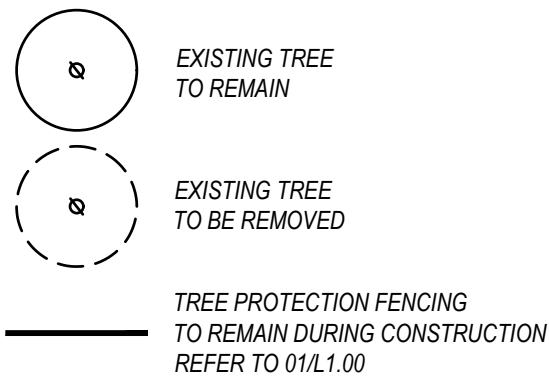 EXISTING TREE
TO REMAIN
EXISTING TREE
TO BE REMOVED
TREE PROTECTION FENCING
TO REMAIN DURING CONSTRUCTION
REFER TO 01/L1.00